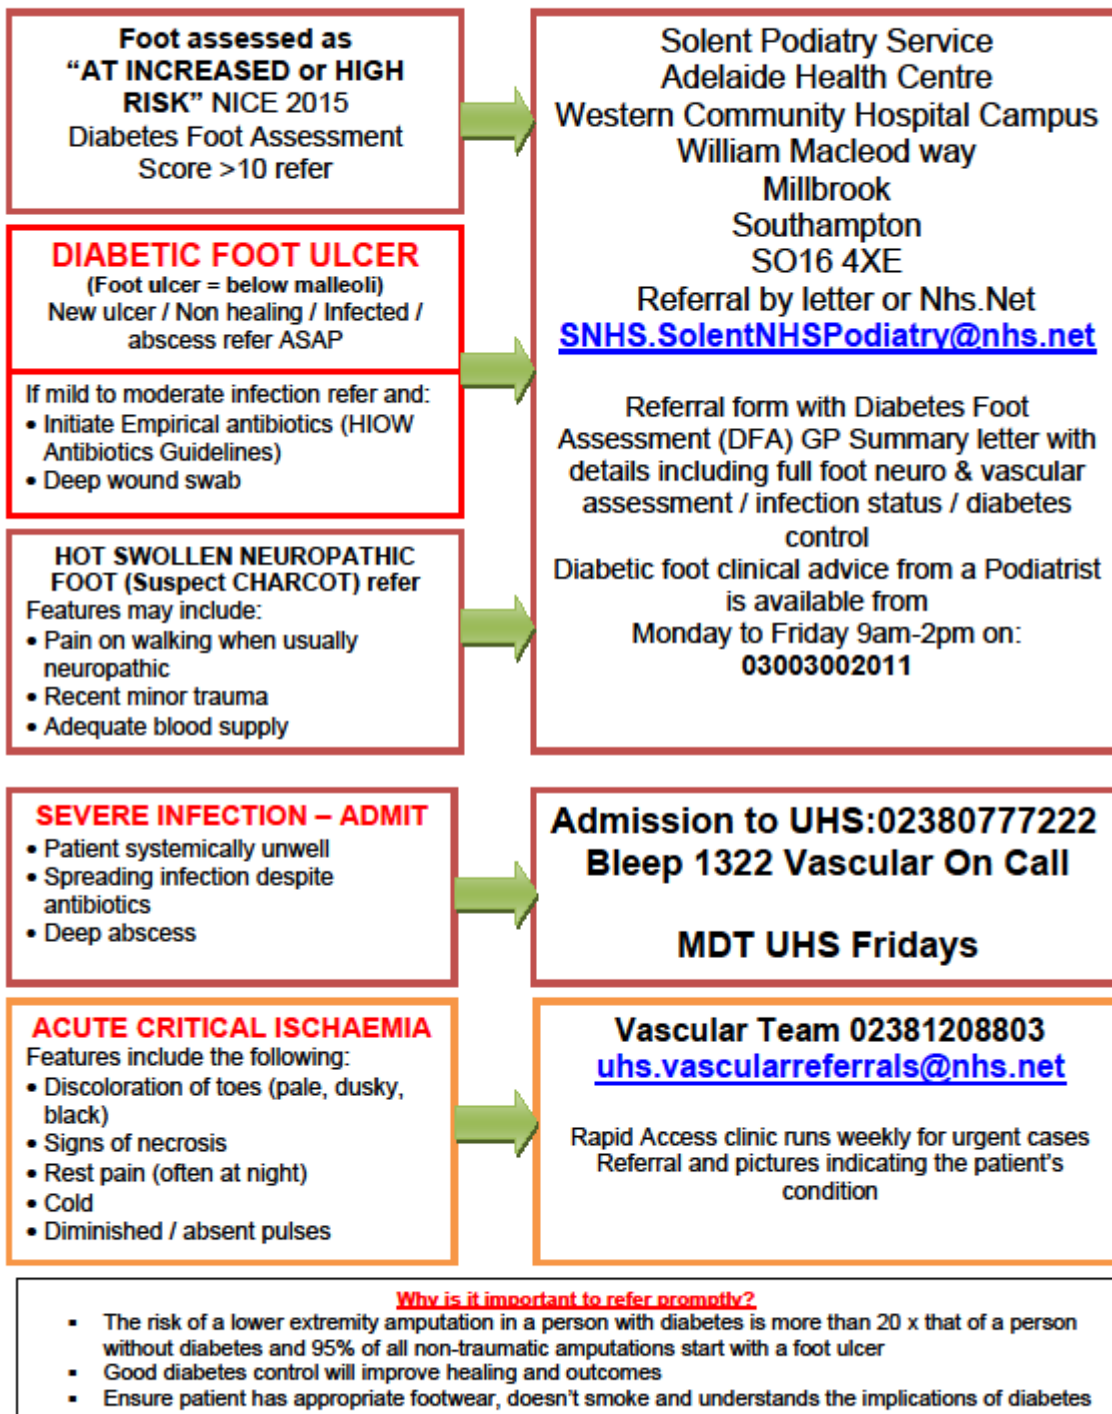 Foot assessed as
“AT INCREASED or HIGH
RISK” NICE 2015
Diabetes Foot Assessment
Score >10 refer
DIABETIC FOOT ULCER
(Foot ulcer = below malleoli)
New ulcer / Non healing / Infected /
abscess refer ASAP
If mild to moderate infection refer and:
• Initiate Empirical antibiotics (HIOW
Antibiotics Guidelines)
• Deep wound swab
HOT SWOLLEN NEUROPATHIC
FOOT (Suspect CHARCOT) refer
Features may include:
• Pain on walking when usually
neuropathic
• Recent minor trauma
• Adequate blood supply
Solent Podiatry Service
Adelaide Health Centre
Western Community Hospital Campus
William Macleod way
Millbrook
Southampton
SO16 4XE
Referral by letter or Nhs.Net
SNHS.SolentNHSPodiatry@nhs.net
Referral form with Diabetes Foot
Assessment (DFA) GP Summary letter with
details including full foot neuro & vascular
assessment / infection status / diabetes
control
Diabetic foot clinical advice from a Podiatrist
is available from
Monday to Friday 9am-2pm on:
03003002011
SEVERE INFECTION – ADMIT
• Patient systemically unwell
• Spreading infection despite
antibiotics
• Deep abscess
Admission to UHS:02380777222
Bleep 1322 Vascular On Call
MDT UHS Fridays
ACUTE CRITICAL ISCHAEMIA
Features include the following:
• Discoloration of toes (pale, dusky,
black)
• Signs of necrosis
• Rest pain (often at night)
• Cold
• Diminished / absent pulses
Vascular Team 02381208803
uhs.vascularreferrals@nhs.net
Rapid Access clinic runs weekly for urgent cases
Referral and pictures indicating the patient’s
condition
Why is it important to refer promptly?
▪ The risk of a lower extremity amputation in a person with diabetes is more than 20 x that of a person
without diabetes and 95% of all non-traumatic amputations start with a foot ulcer
▪ Good diabetes control will improve healing and outcomes
▪ Ensure patient has appropriate footwear, doesn’t smoke and understands the implications of diabetes